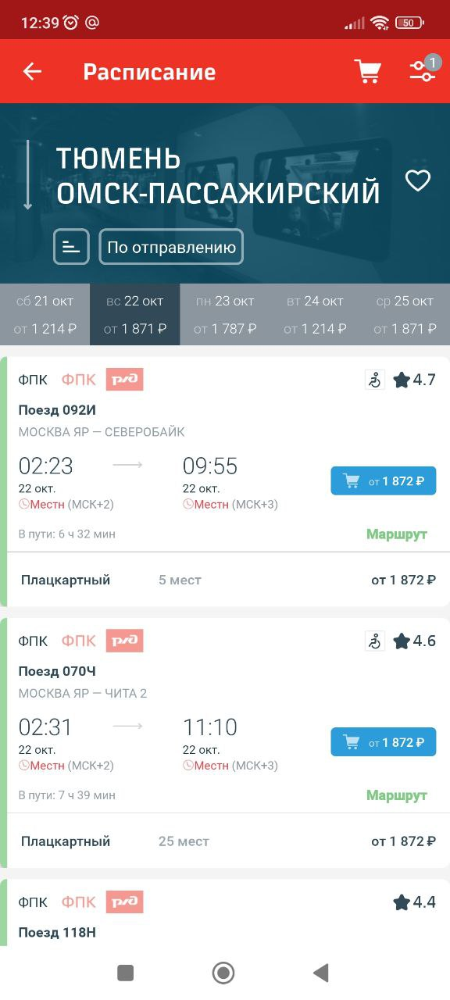 12:39 @ 50
Расписание 1
ТЮМЕНЬ
ОМСК-ПАССАЖИРСКИЙ
По отправлению
сб 21 окт вс 22 окт пн 23 окт вт 24 окт ср 25 окт
от 1 214 ₽ от 1 871 ₽ от 1 787 ₽ от 1 214 ₽ от 1 871 ₽
ФПК ФПК РЖД 4.7
Поезд 092И
МОСКВА ЯР — СЕВЕРОБАЙК
02:23 09:55
22 окт. 22 окт. от 1 872 ₽
Местн (МСК+2) Местн (МСК+3)
В пути: 6 ч 32 мин Маршрут
Плацкартный 5 мест от 1 872 ₽
ФПК ФПК РЖД 4.6
Поезд 070Ч
МОСКВА ЯР — ЧИТА 2
02:31 11:10
22 окт. 22 окт. от 1 872 ₽
Местн (МСК+2) Местн (МСК+3)
В пути: 7 ч 39 мин Маршрут
Плацкартный 25 мест от 1 872 ₽
ФПК ФПК РЖД 4.4
Поезд 118Н